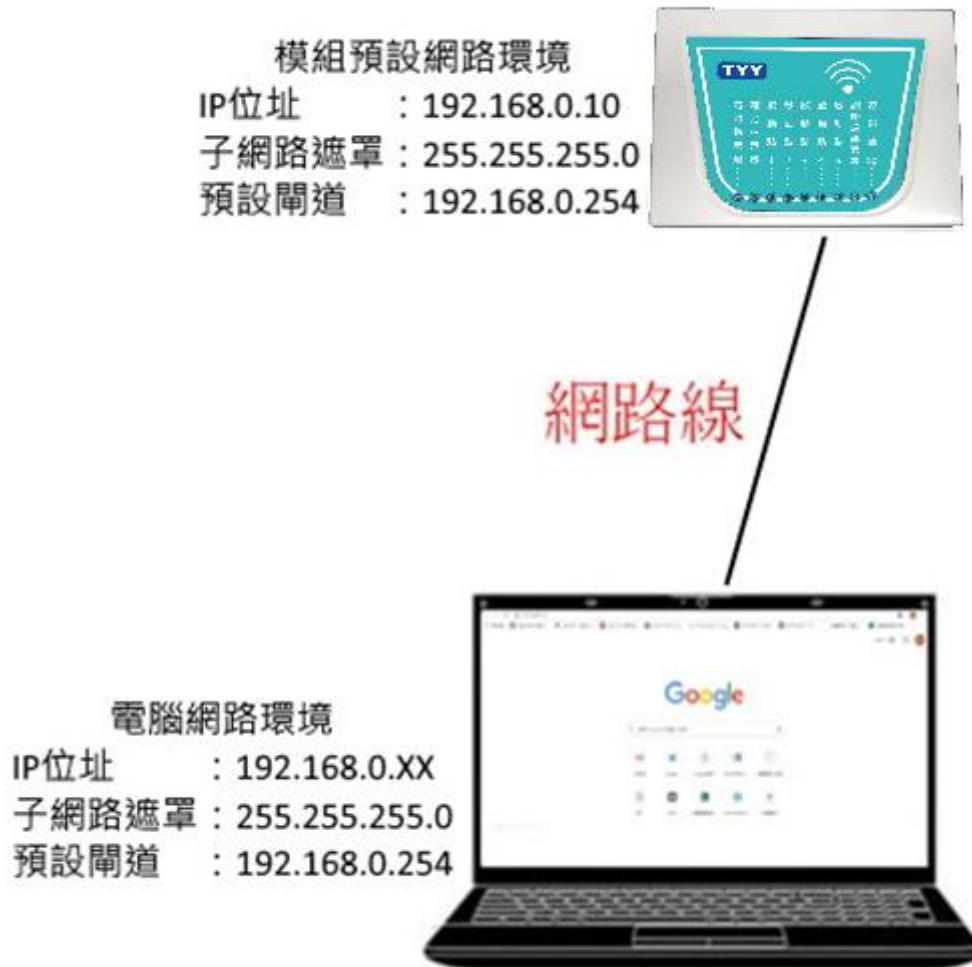 模組預設網路環境
IP位址 : 192.168.0.10
子網路遮罩 : 255.255.255.0
預設閘道 : 192.168.0.254
TYY
網路線
Google
電腦網路環境
IP位址 : 192.168.0.XX
子網路遮罩 : 255.255.255.0
預設閘道 : 192.168.0.254